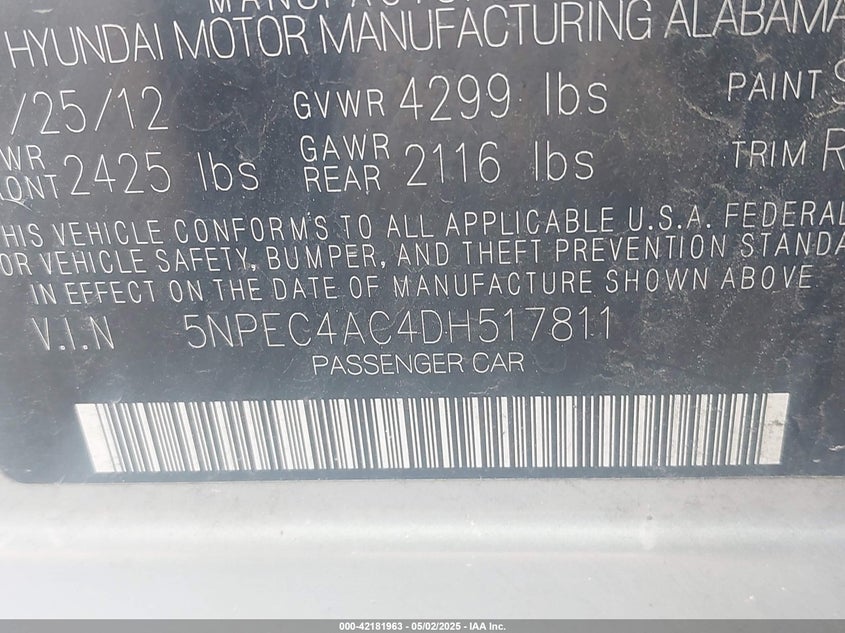 MANUFACTU
HYUNDAI MOTOR MANUFACTURING ALABAMA
/25/12 GVWR 4299 lbs PAINT S
WR 2425 lbs GAWR 2116 lbs TRIM R
ONT REAR
HIS VEHICLE CONFORMS TO ALL APPLICABLE U.S.A. FEDERAL
OR VEHICLE SAFETY, BUMPER, AND THEFT PREVENTION STANDA
IN EFFECT ON THE DATE OF MANUFACTURE SHOWN ABOVE
V.I.N 5NPEC4AC4DH517811
PASSENGER CAR
000-42181963 - 05/02/2025 - IAA Inc.